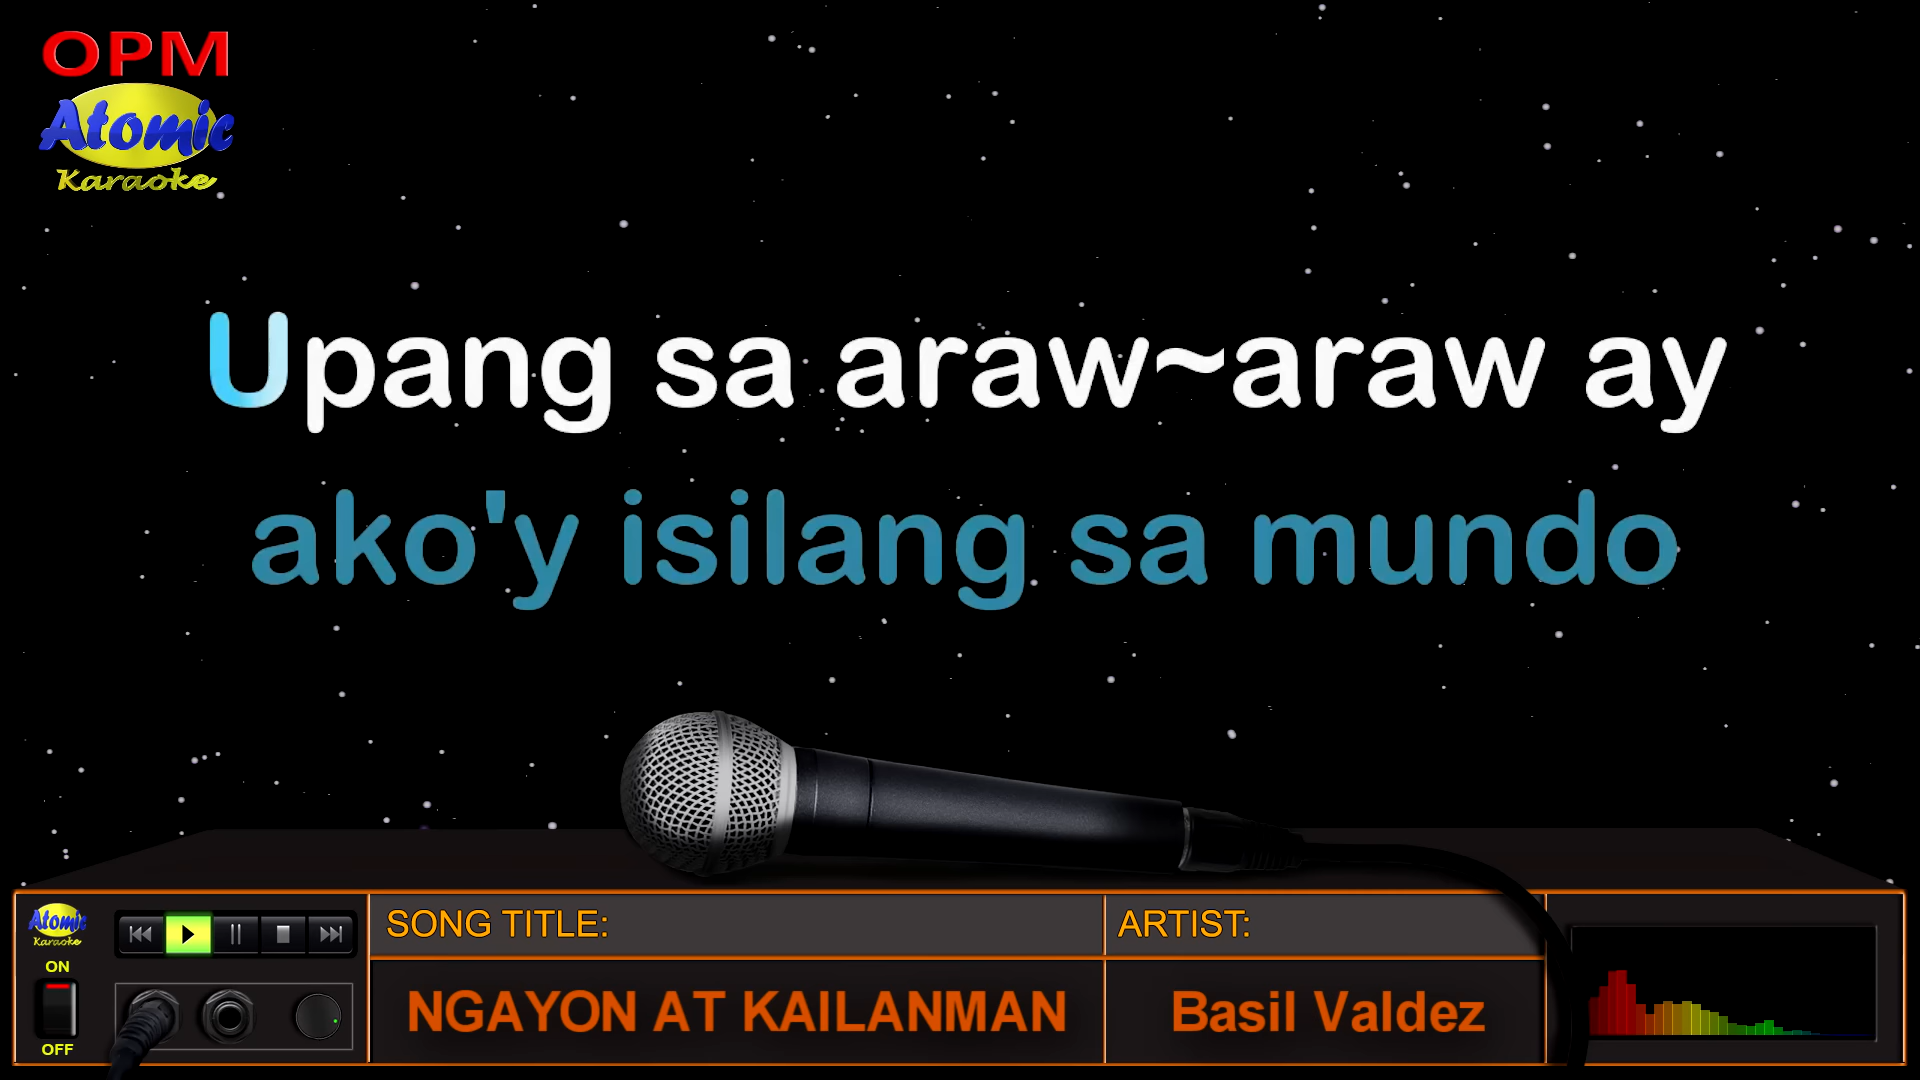 OPM
Atomic
Karaoke
Upang sa araw~araw ay
ako'y isilang sa mundo
Atomic
Karaoke
ON
OFF
SONG TITLE:
NGAYON AT KAILANMAN
ARTIST:
Basil Valdez